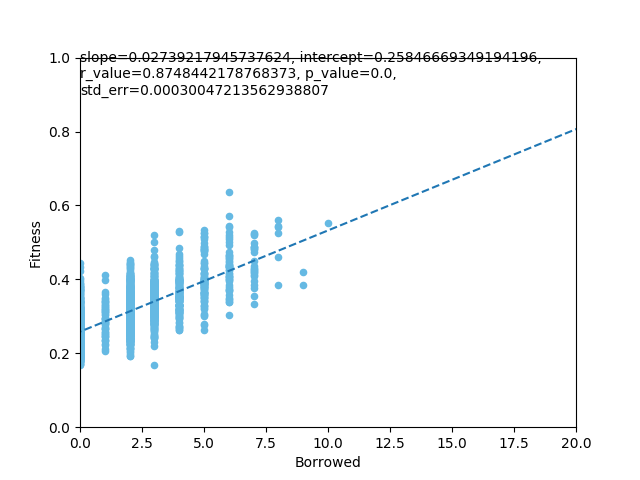 slope=0.02739217945737624, intercept=0.25846669349194196,
r_value=0.8748442178768373, p_value=0.0,
std_err=0.00030047213562938807
1.0
0.8
0.6
0.4
0.2
0.0
Fitness
0.0 2.5 5.0 7.5 10.0 12.5 15.0 17.5 20.0
Borrowed